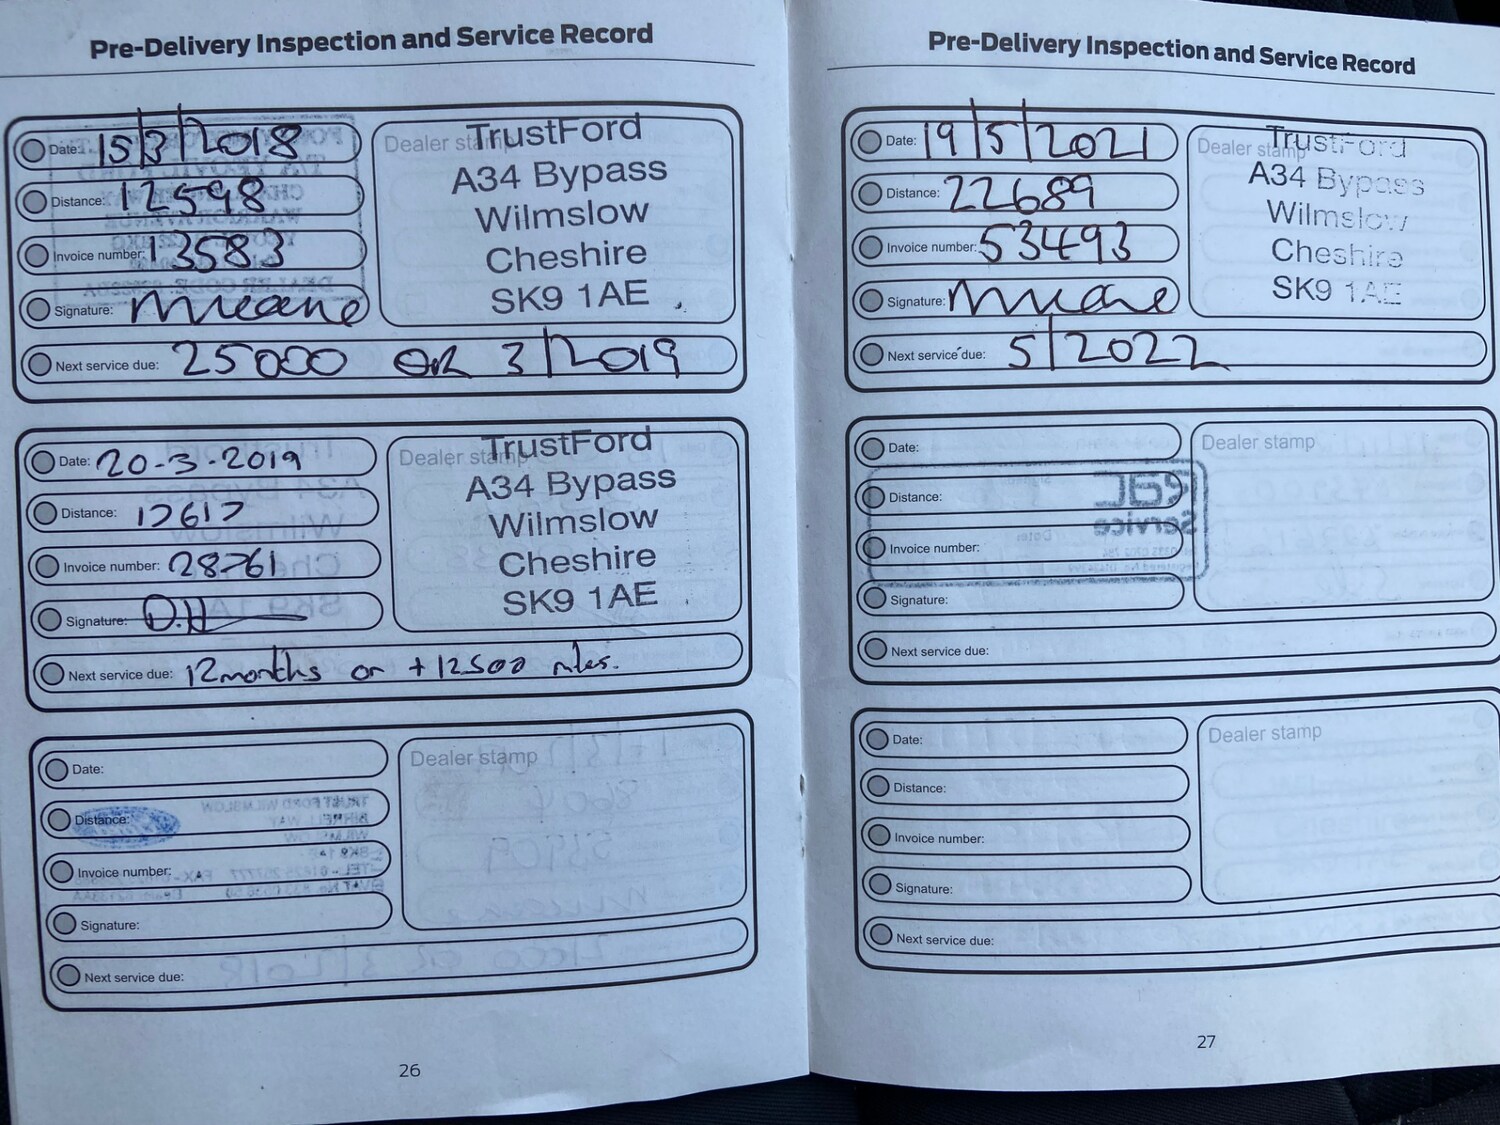 Pre-Delivery Inspection and Service Record
Date: 15/3/2018
Distance: 12598
Invoice number: 13583
Signature:
Next service due: 25000 OR 3/2019
Dealer stamp
TrustFord
A34 Bypass
Wilmslow
Cheshire
SK9 1AE
Date: 20-3-2019
Distance: 17617
Invoice number: 28761
Signature: D.H
Next service due: 12months or +12500 miles.
Dealer stamp
TrustFord
A34 Bypass
Wilmslow
Cheshire
SK9 1AE
Date:
Distance:
Invoice number:
Signature:
Next service due:
Dealer stamp
26
Pre-Delivery Inspection and Service Record
Date: 19/5/2021
Distance: 22689
Invoice number: 53493
Signature:
Next service due: 5/2022
Dealer stamp
TrustFord
A34 Bypass
Wilmslow
Cheshire
SK9 1AE
Date:
Distance:
Invoice number:
Signature:
Next service due:
Dealer stamp
Date:
Distance:
Invoice number:
Signature:
Next service due:
Dealer stamp
27